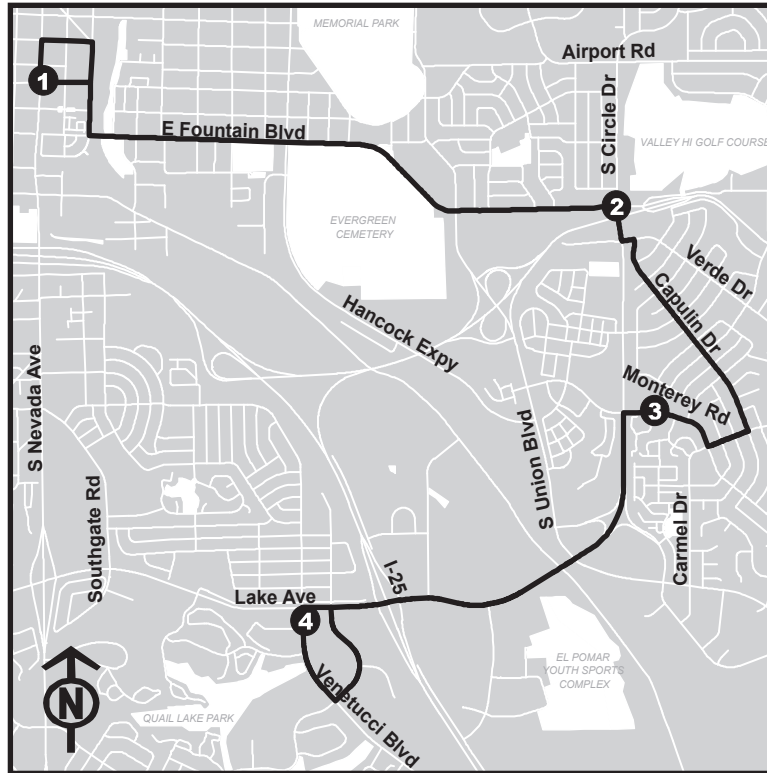 MEMORIAL PARK
Airport Rd
1
E Fountain Blvd
S Circle Dr
VALLEY HI GOLF COURSE
2
EVERGREEN
CEMETERY
Verde Dr
Capulin Dr
Hancock Expy
S Nevada Ave
Monterey Rd
3
S Union Blvd
Southgate Rd
Carmel Dr
I-25
Lake Ave
4
EL POMAR
YOUTH SPORTS
COMPLEX
Venetucci Blvd
N
QUAIL LAKE PARK